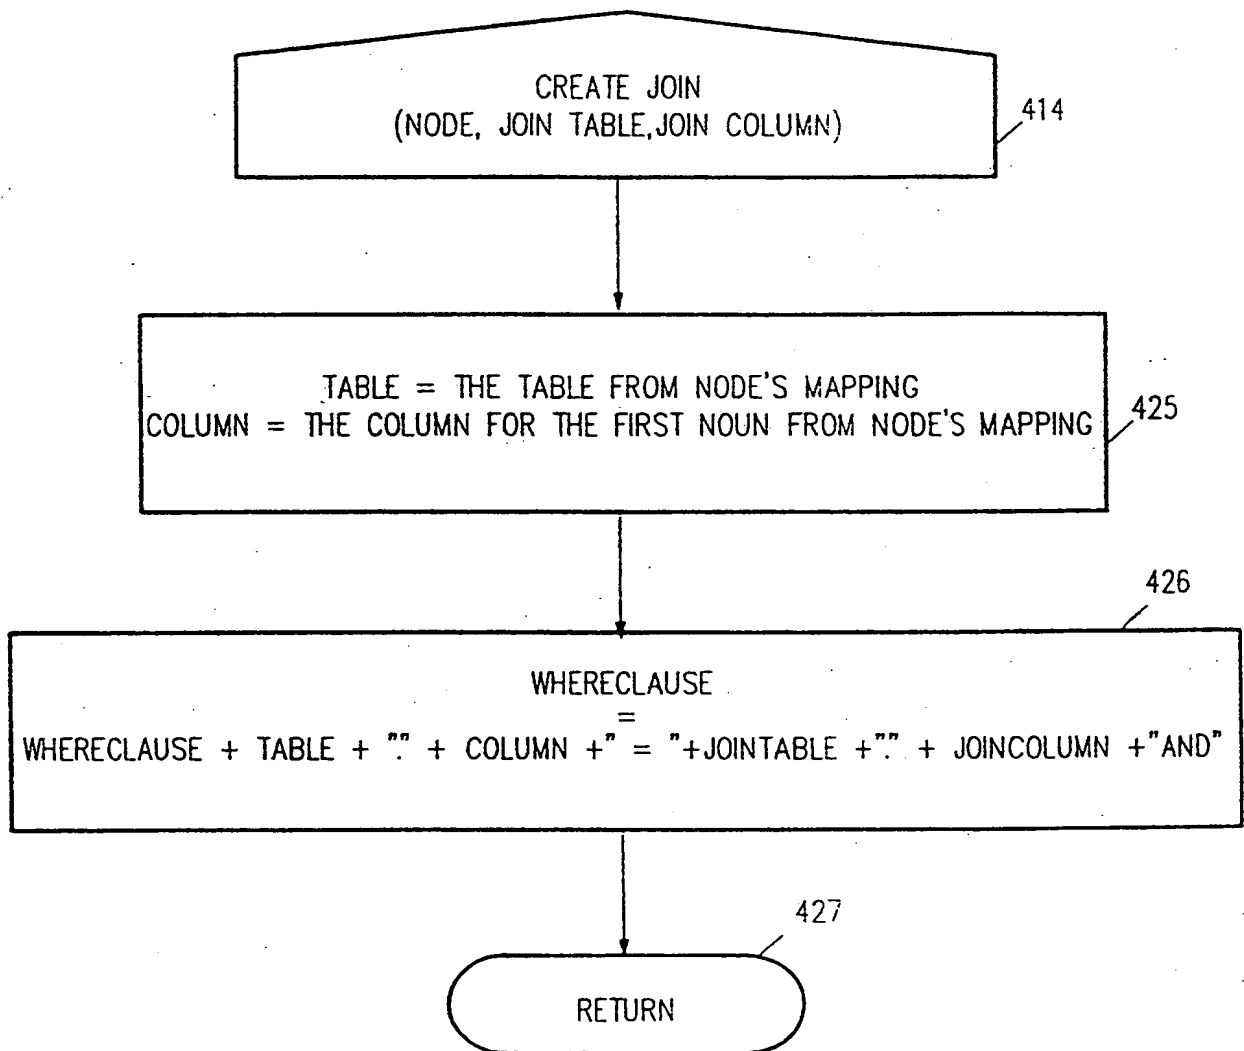 CREATE JOIN
(NODE, JOIN TABLE,JOIN COLUMN)
414
TABLE = THE TABLE FROM NODE'S MAPPING
COLUMN = THE COLUMN FOR THE FIRST NOUN FROM NODE'S MAPPING
425
426
WHERECLAUSE
=
WHERECLAUSE + TABLE + "." + COLUMN +" = "+JOINTABLE +"." + JOINCOLUMN +"AND"
427
RETURN